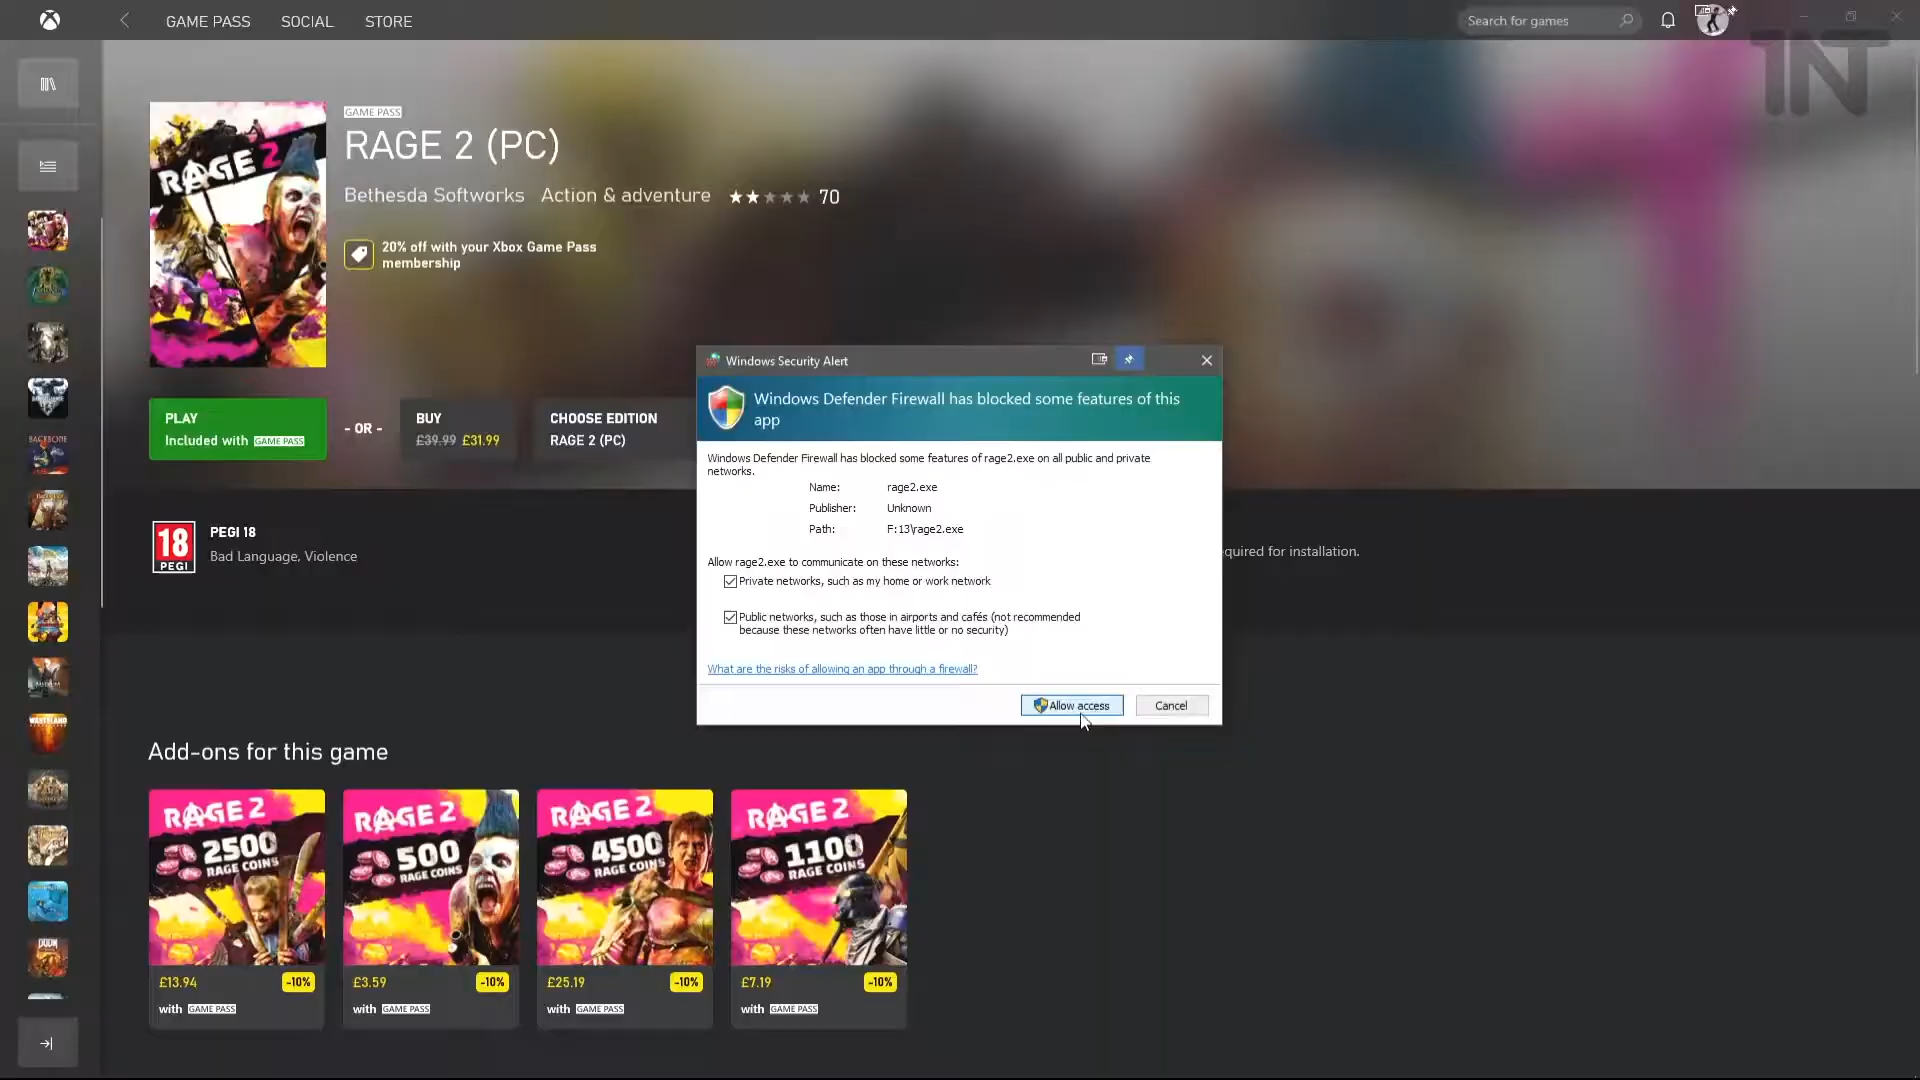 GAME PASS
SOCIAL
STORE
Search for games
1NT
GAME PASS
RAGE 2 (PC)
Bethesda Softworks Action & adventure 70
20% off with your Xbox Game Pass
membership
RAGE 2
PLAY
Included with GAME PASS
- OR -
BUY
£39.99 £31.99
CHOOSE EDITION
RAGE 2 (PC)
Windows Security Alert
Windows Defender Firewall has blocked some features of this
app
Windows Defender Firewall has blocked some features of rage2.exe on all public and private
networks.
Name: rage2.exe
Publisher: Unknown
Path: F:13\rage2.exe
Allow rage2.exe to communicate on these networks:
Private networks, such as my home or work network
Public networks, such as those in airports and cafés (not recommended
because these networks often have little or no security)
What are the risks of allowing an app through a firewall?
Allow access
Cancel
18
PEGI
PEGI 18
Bad Language, Violence
equired for installation.
BACKBONE
WASTELAND
DOOM
Add-ons for this game
RAGE 2
2500
RAGE COINS
£13.94 -10%
with GAME PASS
RAGE 2
500
RAGE COINS
£3.59 -10%
with GAME PASS
RAGE 2
4500
RAGE COINS
£25.19 -10%
with GAME PASS
RAGE 2
1100
RAGE COINS
£7.19 -10%
with GAME PASS